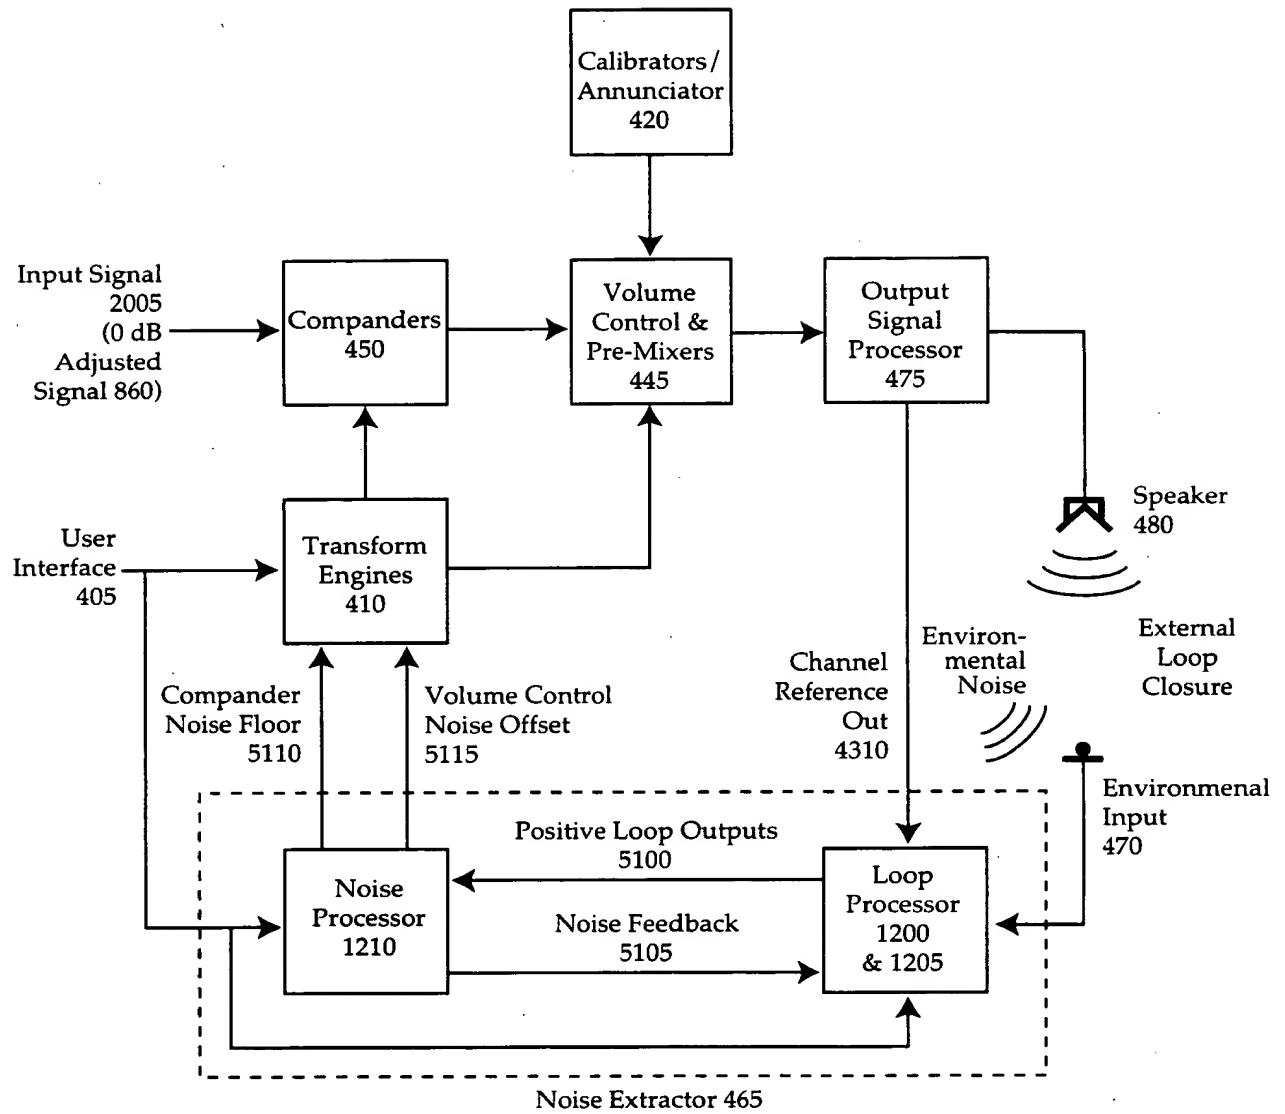 Calibrators/
Annunciator
420
Input Signal
2005
(0 dB
Adjusted
Signal 860)
Companders
450
Volume
Control &
Pre-Mixers
445
Output
Signal
Processor
475
Speaker
480
User
Interface
405
Transform
Engines
410
Environ-
mental
Noise
External
Loop
Closure
Channel
Reference
Out
4310
Compander
Noise Floor
5110
Volume Control
Noise Offset
5115
Environmenal
Input
470
Positive Loop Outputs
5100
Noise
Processor
1210
Noise Feedback
5105
Loop
Processor
1200
& 1205
Noise Extractor 465